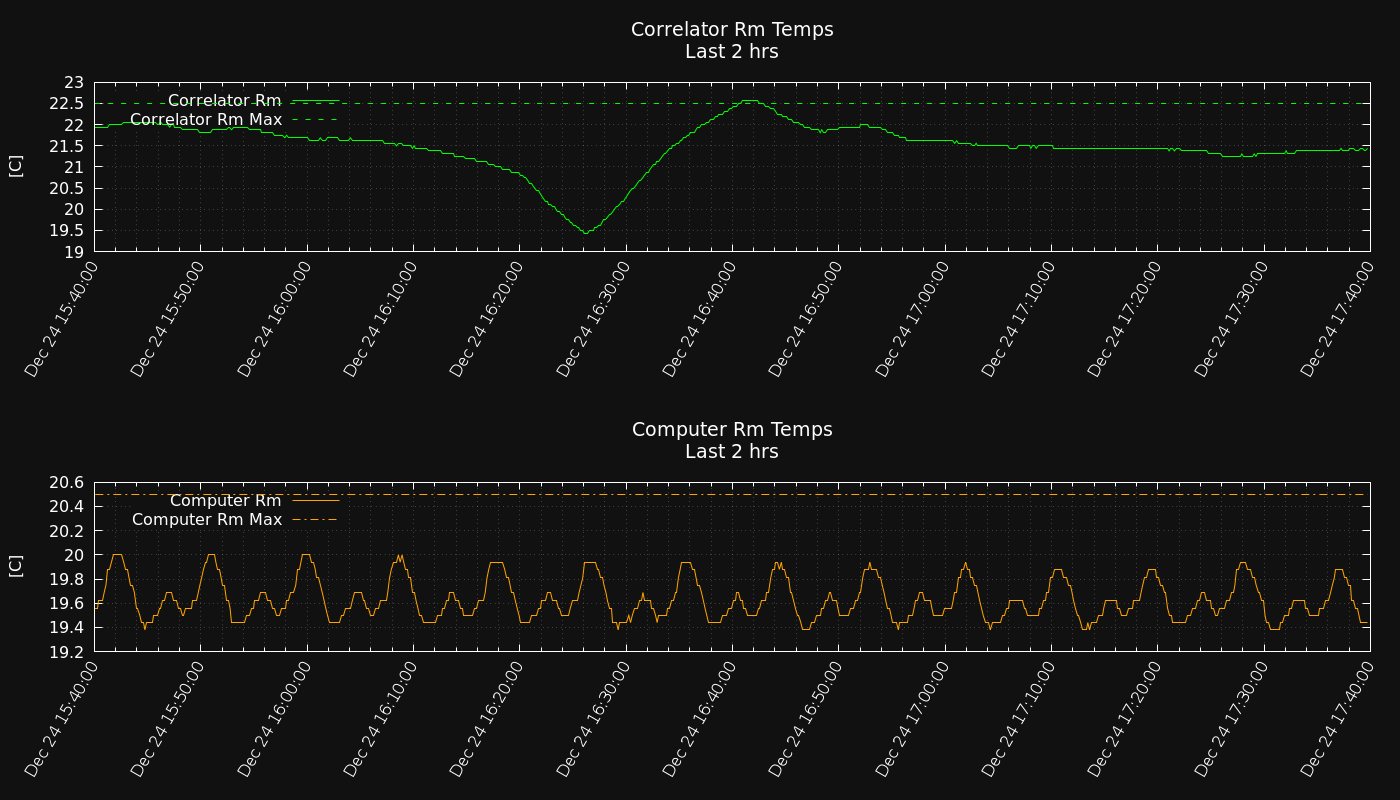 Correlator Rm Temps
Last 2 hrs
23
22.5
22
21.5
21
20.5
20
19.5
19
[C]
Correlator Rm
Correlator Rm Max
Dec 24 15:40:00
Dec 24 15:50:00
Dec 24 16:00:00
Dec 24 16:10:00
Dec 24 16:20:00
Dec 24 16:30:00
Dec 24 16:40:00
Dec 24 16:50:00
Dec 24 17:00:00
Dec 24 17:10:00
Dec 24 17:20:00
Dec 24 17:30:00
Dec 24 17:40:00
Computer Rm Temps
Last 2 hrs
20.6
20.4
20.2
20
19.8
19.6
19.4
19.2
[C]
Computer Rm
Computer Rm Max
Dec 24 15:40:00
Dec 24 15:50:00
Dec 24 16:00:00
Dec 24 16:10:00
Dec 24 16:20:00
Dec 24 16:30:00
Dec 24 16:40:00
Dec 24 16:50:00
Dec 24 17:00:00
Dec 24 17:10:00
Dec 24 17:20:00
Dec 24 17:30:00
Dec 24 17:40:00